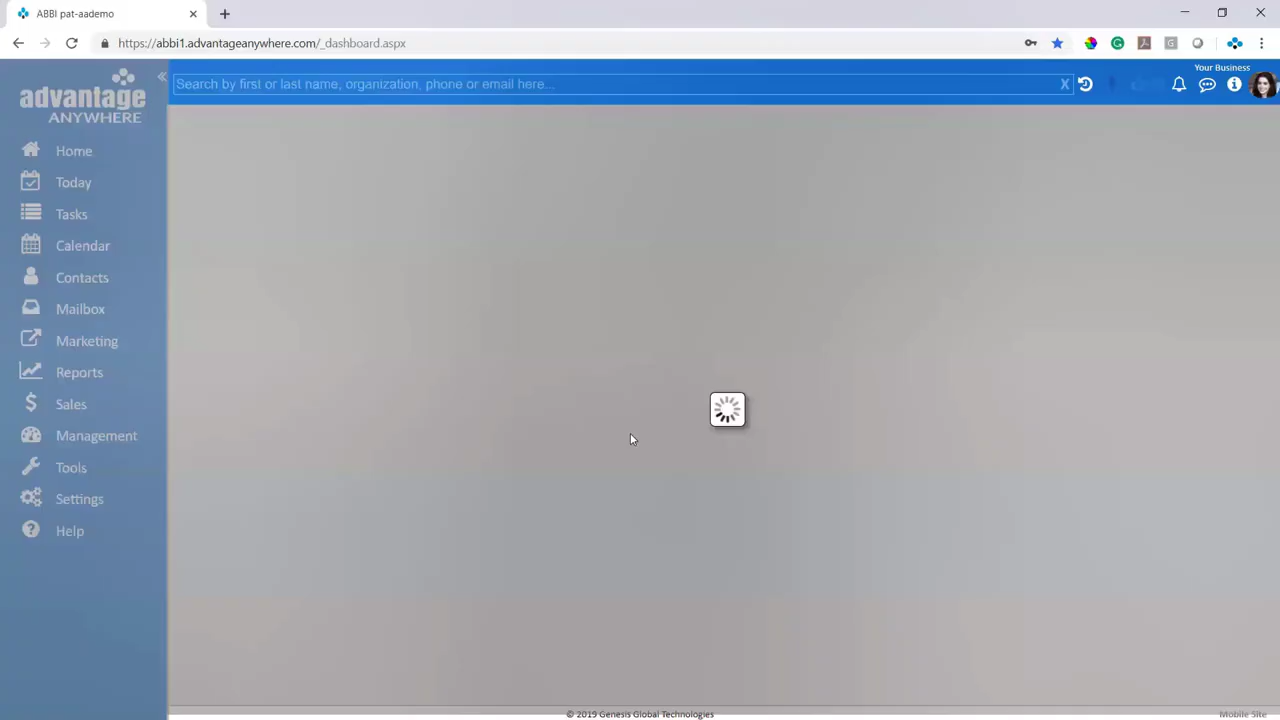 ABBI pat-aademo
https://abbi1.advantageanywhere.com/_dashboard.aspx
Your Business
advantage
ANYWHERE
Search by first or last name, organization, phone or email here...
X
Home
Today
Tasks
Calendar
Contacts
Mailbox
Marketing
Reports
Sales
Management
Tools
Settings
Help
© 2019 Genesis Global Technologies
Mobile Site